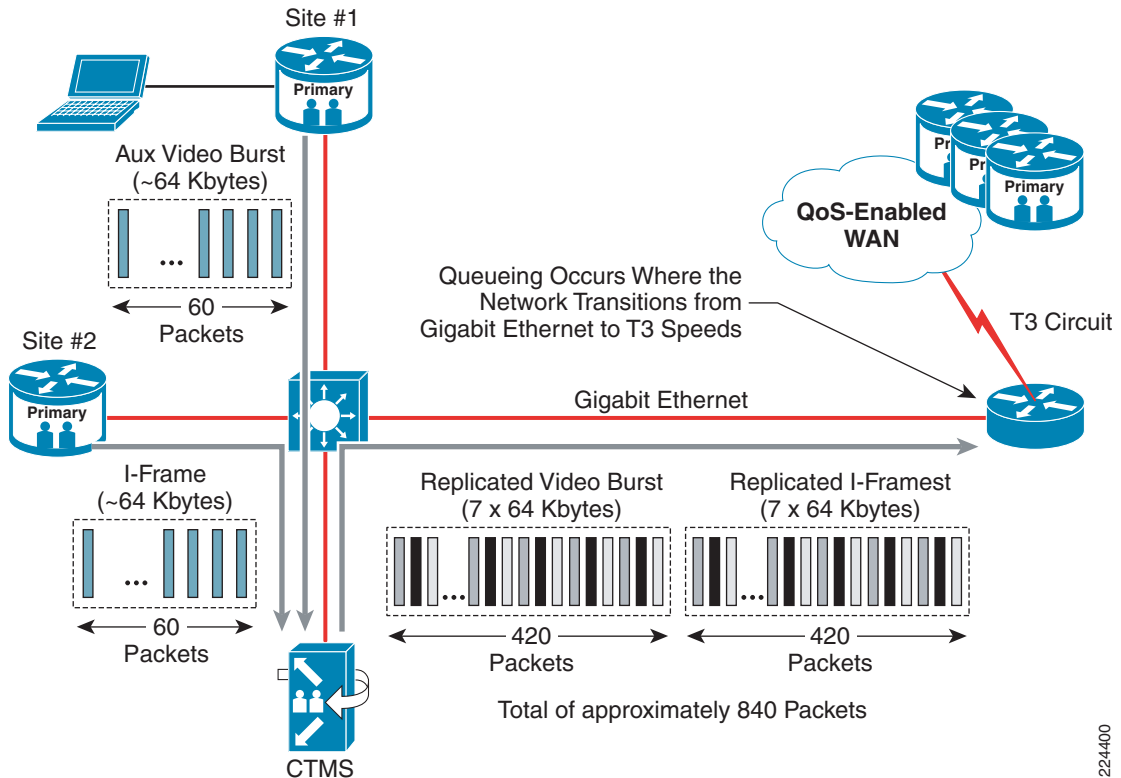 Site #1
Primary
Aux Video Burst
(~64 Kbytes)
...
60
Packets
Pr
Pr
Primary
QoS-Enabled
WAN
Queueing Occurs Where the
Network Transitions from
Gigabit Ethernet to T3 Speeds
T3 Circuit
Site #2
Primary
Gigabit Ethernet
I-Frame
(~64 Kbytes)
...
60
Packets
Replicated Video Burst
(7 x 64 Kbytes)
...
420
Packets
Replicated I-Framest
(7 x 64 Kbytes)
...
420
Packets
Total of approximately 840 Packets
CTMS
224400